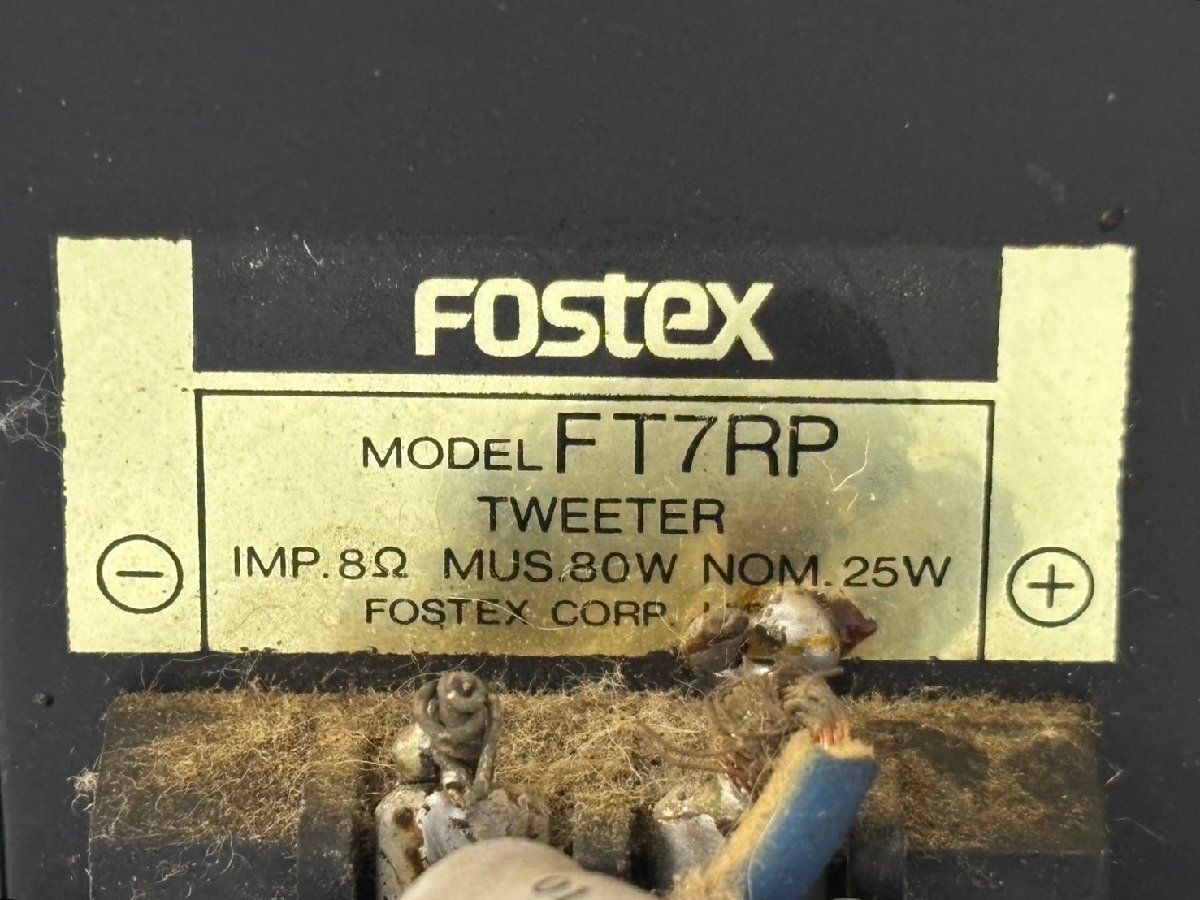 Fostex
MODEL FT7RP
TWEETER
IMP. 8Ω MUS. 80W NOM. 25W
FOSTEX CORP.
⊖ ⊕